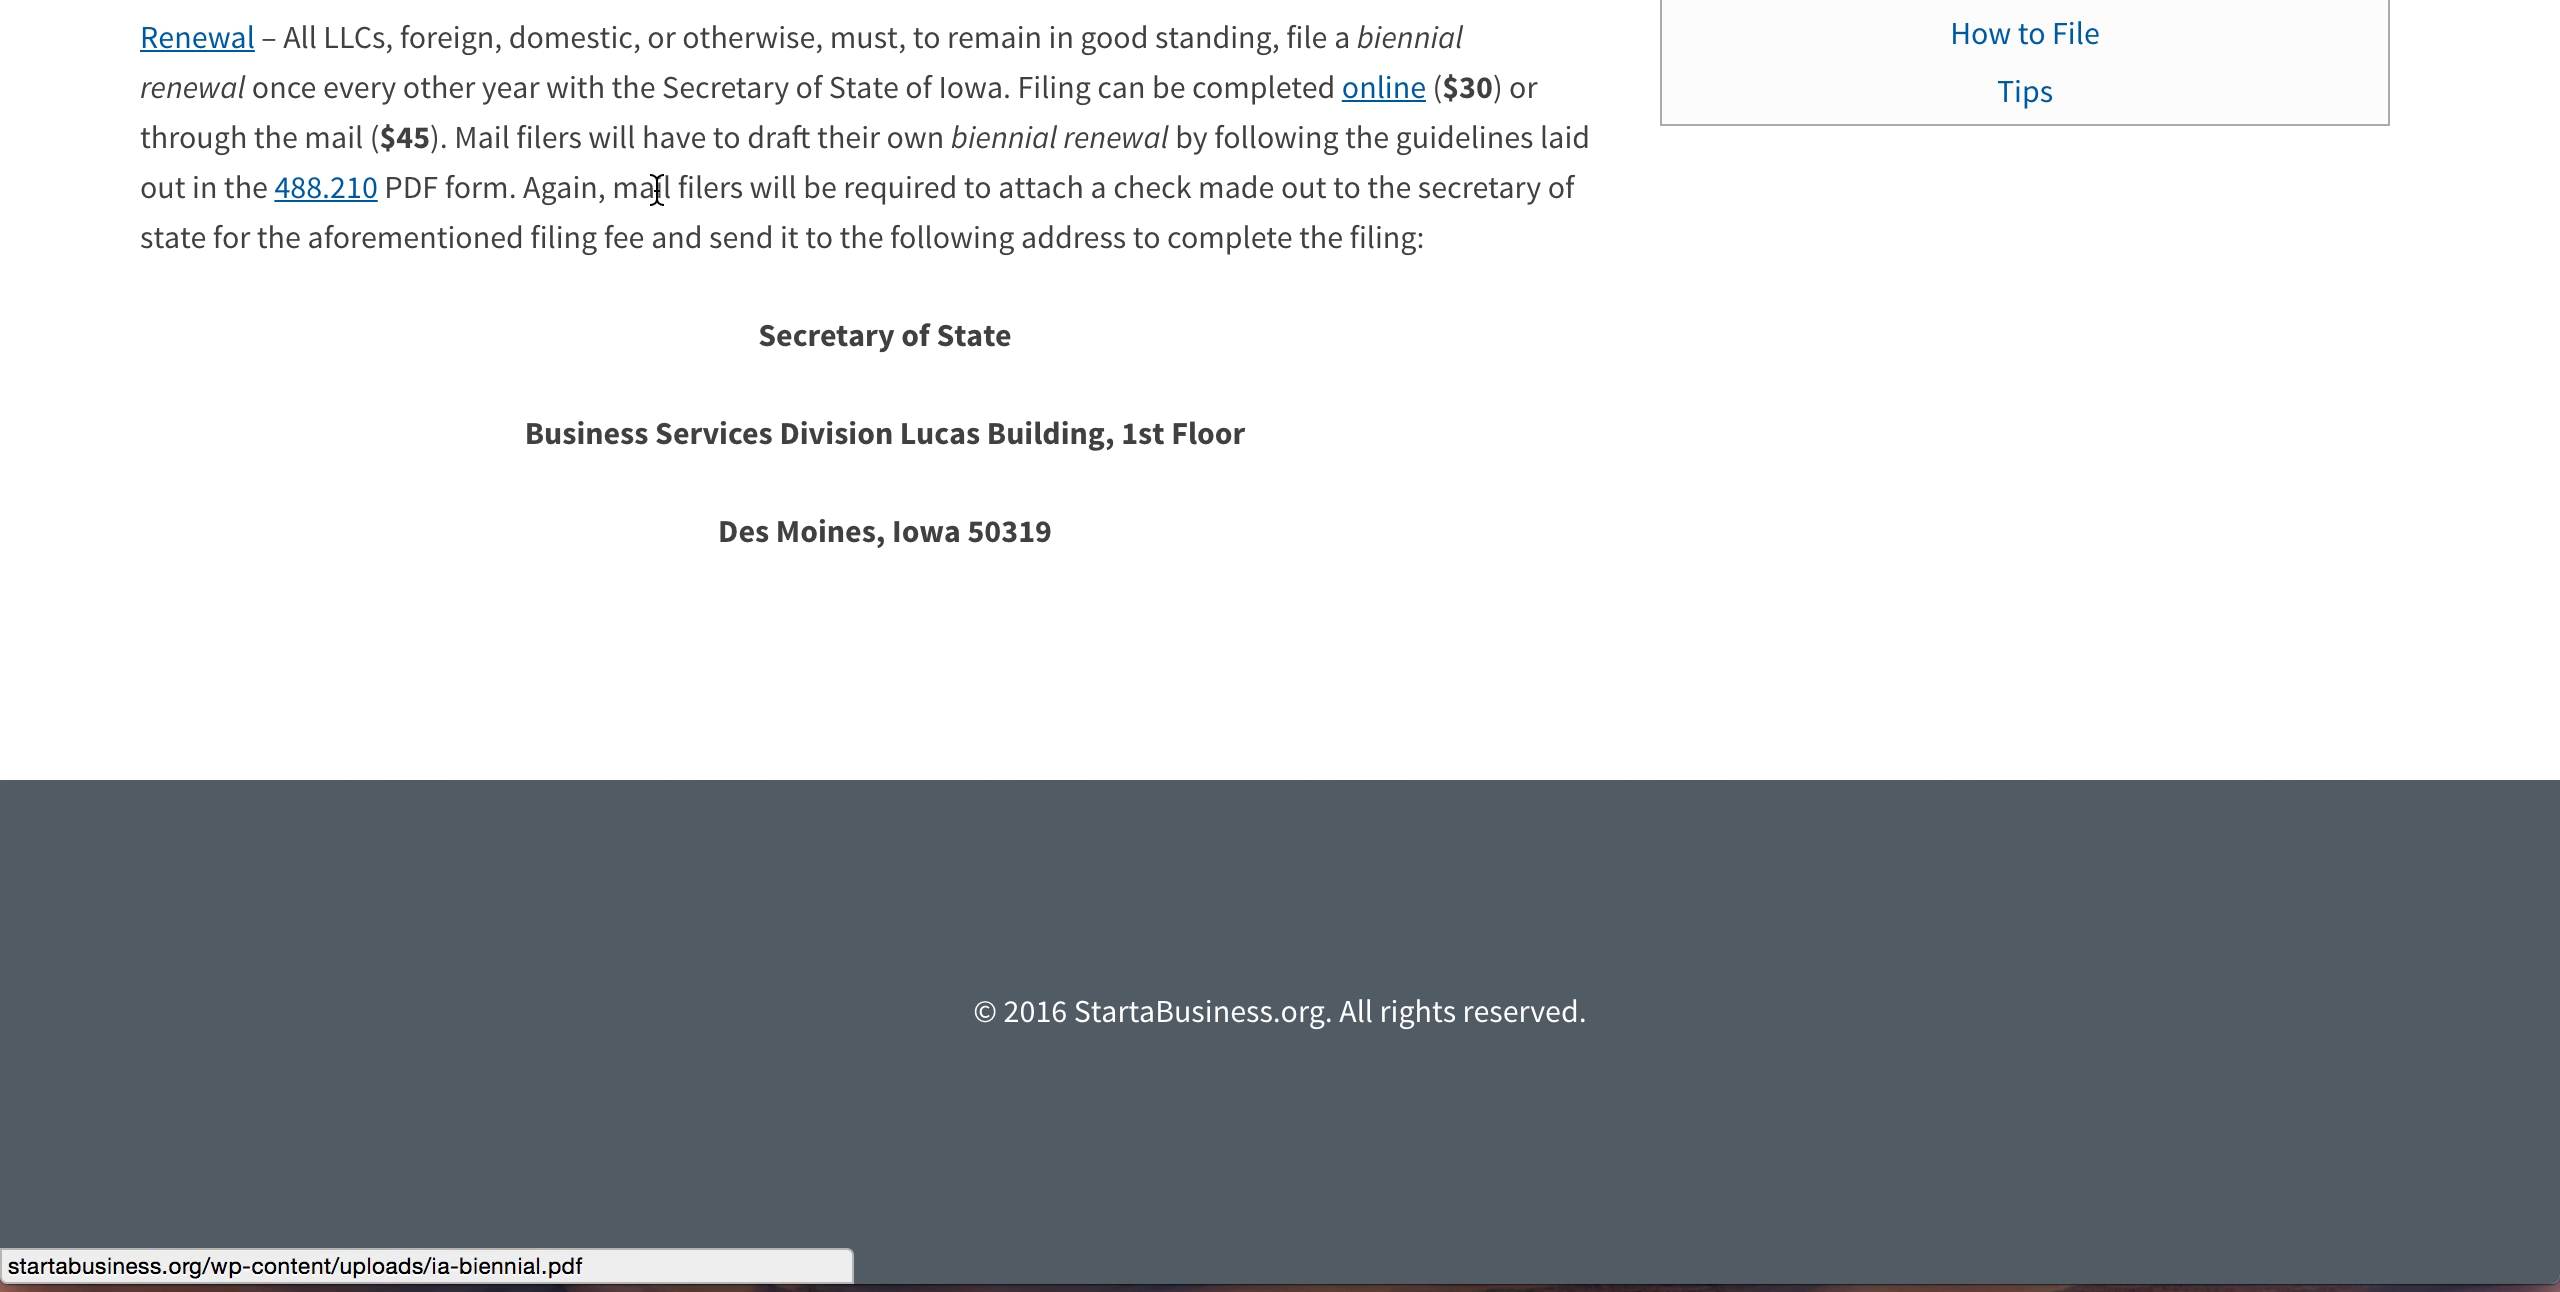 Renewal – All LLCs, foreign, domestic, or otherwise, must, to remain in good standing, file a biennial
renewal once every other year with the Secretary of State of Iowa. Filing can be completed online ($30) or
through the mail ($45). Mail filers will have to draft their own biennial renewal by following the guidelines laid
out in the 488.210 PDF form. Again, mail filers will be required to attach a check made out to the secretary of
state for the aforementioned filing fee and send it to the following address to complete the filing:
Secretary of State
Business Services Division Lucas Building, 1st Floor
Des Moines, Iowa 50319
How to File
Tips
© 2016 StartaBusiness.org. All rights reserved.
startabusiness.org/wp-content/uploads/ia-biennial.pdf